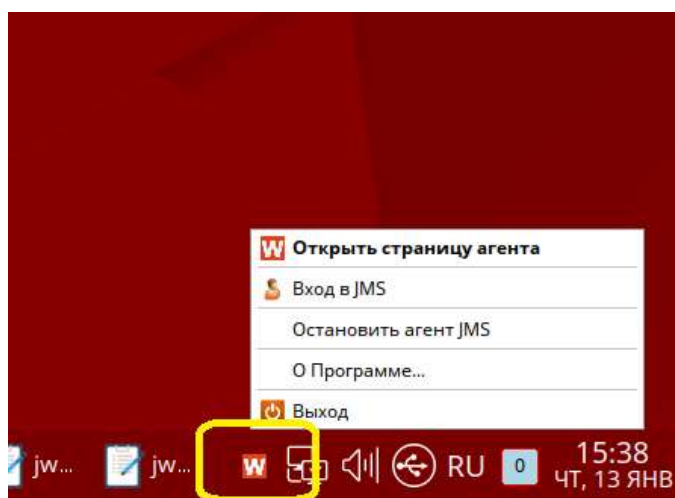 W Открыть страницу агента
Вход в JMS
Остановить агент JMS
О Программе...
Выход
jw... jw... W RU 0 15:38
ЧТ, 13 ЯНВ